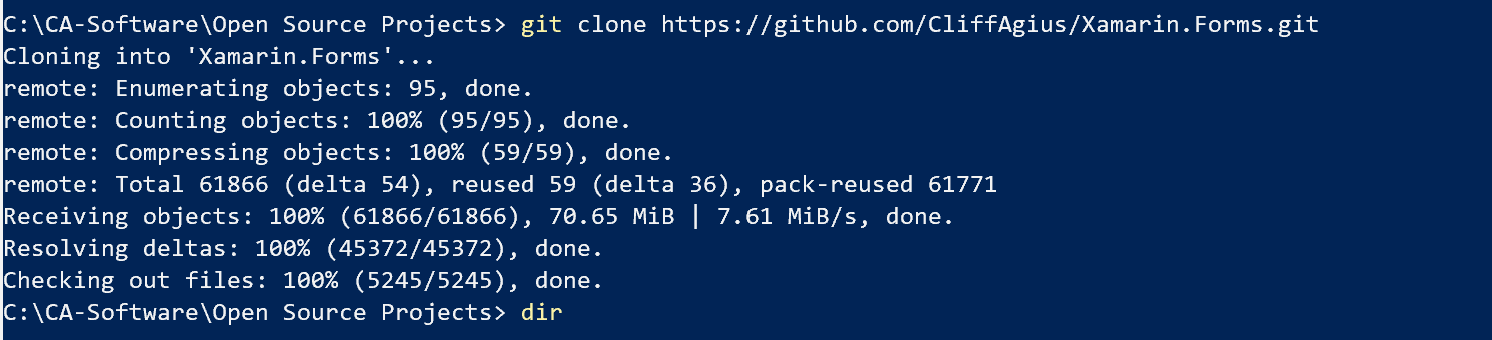 C:\CA-Software\Open Source Projects> git clone https://github.com/CliffAgius/Xamarin.Forms.git
Cloning into 'Xamarin.Forms'...
remote: Enumerating objects: 95, done.
remote: Counting objects: 100% (95/95), done.
remote: Compressing objects: 100% (59/59), done.
remote: Total 61866 (delta 54), reused 59 (delta 36), pack-reused 61771
Receiving objects: 100% (61866/61866), 70.65 MiB | 7.61 MiB/s, done.
Resolving deltas: 100% (45372/45372), done.
Checking out files: 100% (5245/5245), done.
C:\CA-Software\Open Source Projects> dir